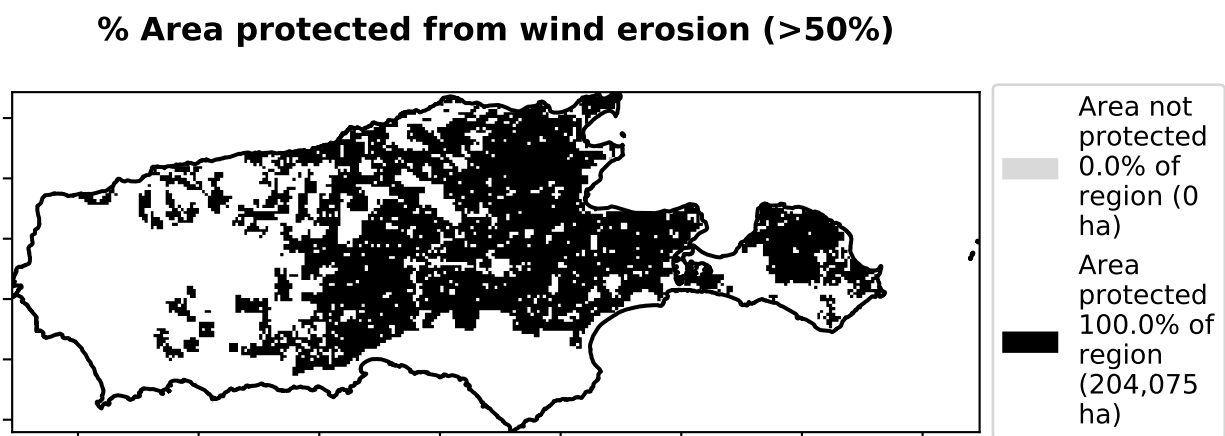 % Area protected from wind erosion (>50%)
Area not
protected
0.0% of
region (0
ha)
Area
protected
100.0% of
region
(204,075
ha)